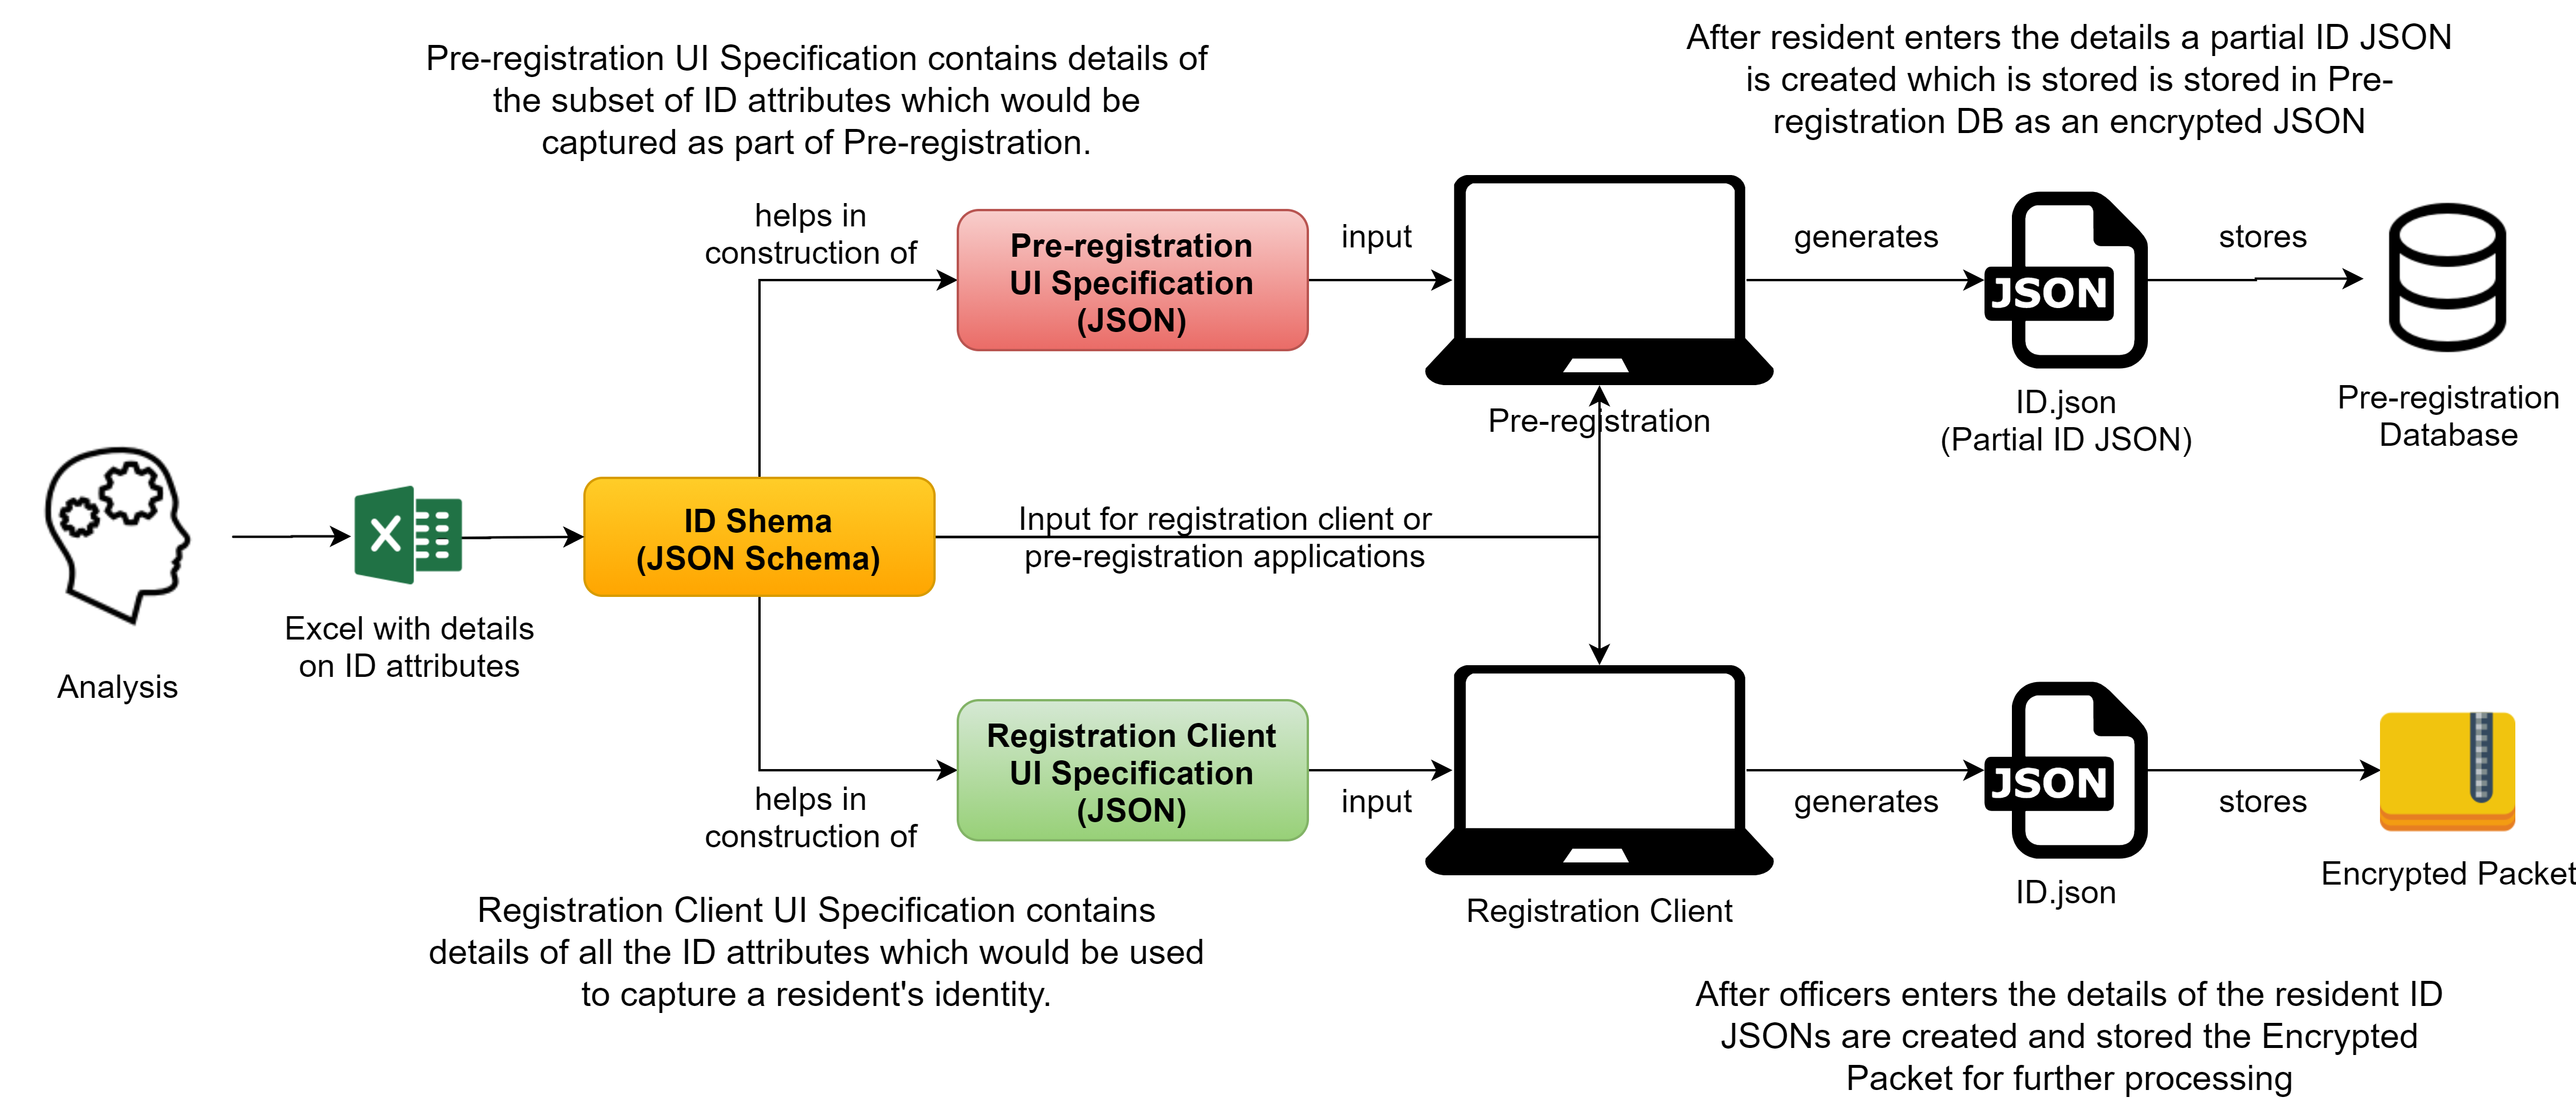 Pre-registration UI Specification contains details of
the subset of ID attributes which would be
captured as part of Pre-registration.
After resident enters the details a partial ID JSON
is created which is stored is stored in Pre-
registration DB as an encrypted JSON
helps in
construction of
Pre-registration
UI Specification
(JSON)
input
Pre-registration
generates
JSON
ID.json
(Partial ID JSON)
stores
Pre-registration
Database
Analysis
Excel with details
on ID attributes
ID Shema
(JSON Schema)
Input for registration client or
pre-registration applications
helps in
construction of
Registration Client
UI Specification
(JSON)
input
Registration Client
generates
JSON
ID.json
stores
Encrypted Packet
Registration Client UI Specification contains
details of all the ID attributes which would be used
to capture a resident's identity.
After officers enters the details of the resident ID
JSONs are created and stored the Encrypted
Packet for further processing